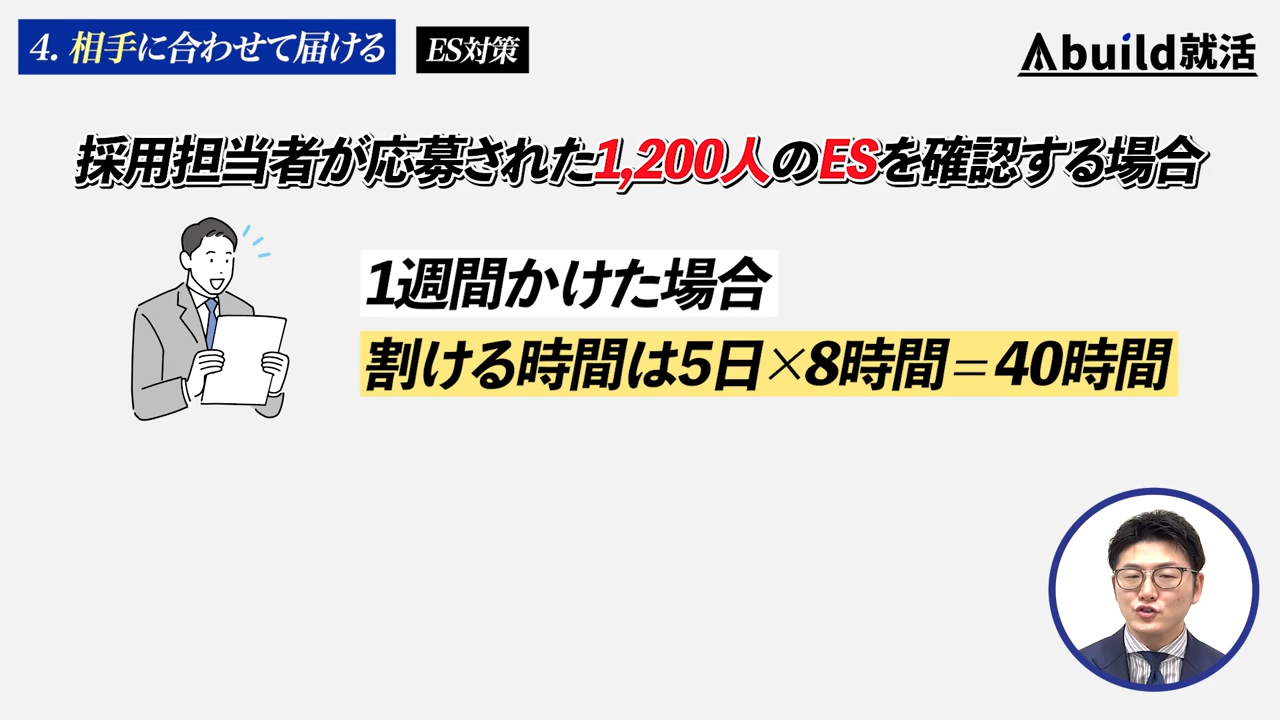 4. 相手に合わせて届ける
ES対策
Abuild就活
採用担当者が応募された1,200人のESを確認する場合
1週間かけた場合
割ける時間は5日×8時間=40時間